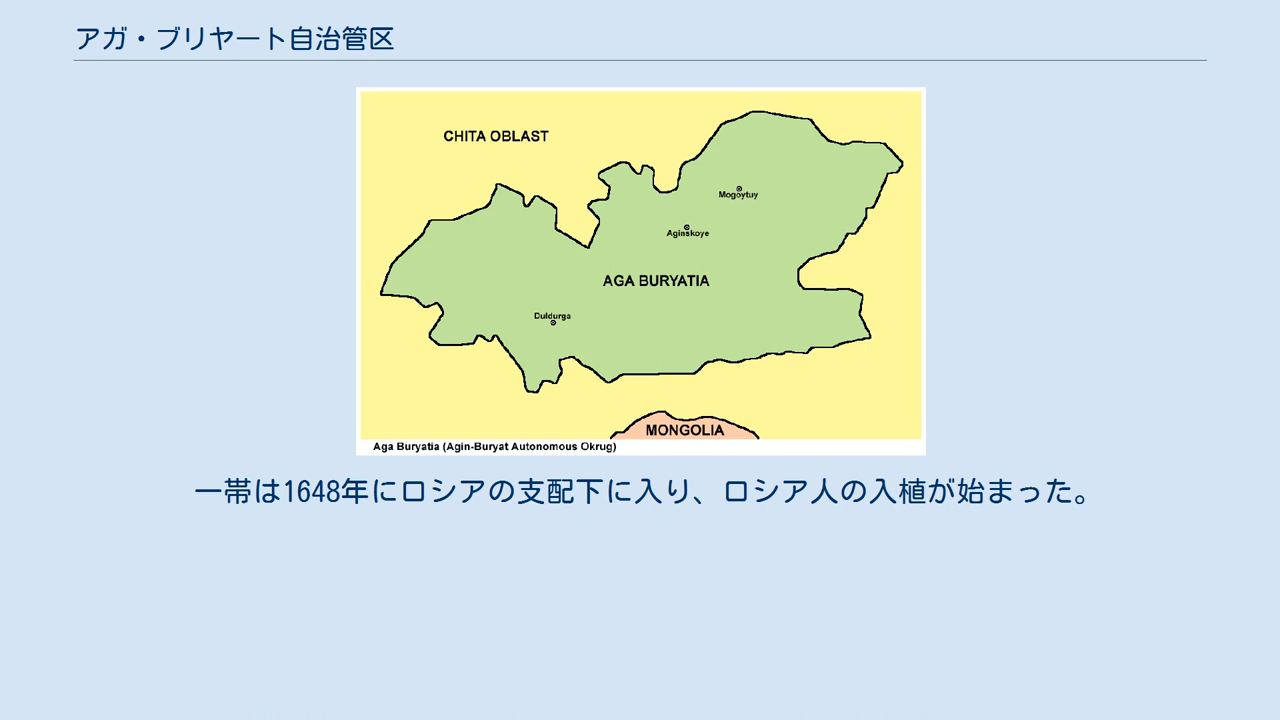 アガ・ブリヤート自治管区
CHITA OBLAST
Mogoytuy
Aginskoye
AGA BURYATIA
Duldurga
MONGOLIA
Aga Buryatia (Agin-Buryat Autonomous Okrug)
一帯は1648年にロシアの支配下に入り、ロシア人の入植が始まった。